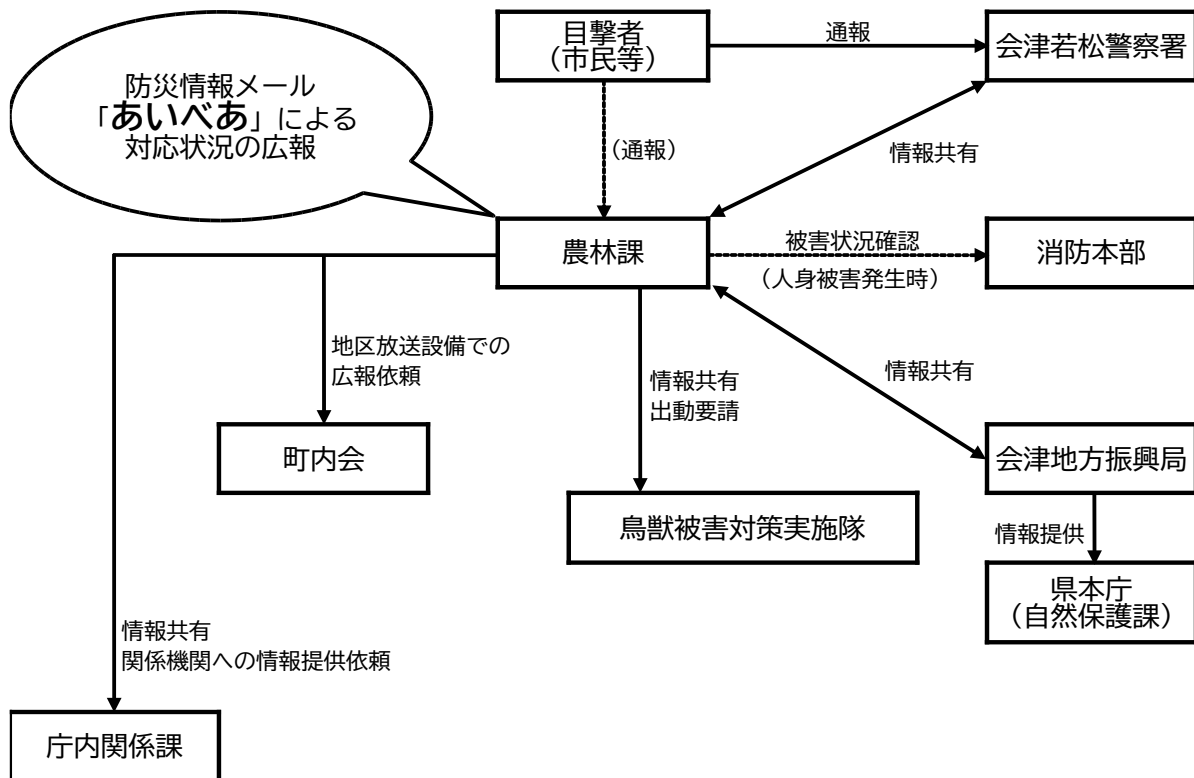 目撃者
（市民等）
通報
会津若松警察署
防災情報メール
「あいべあ」による
対応状況の広報
（通報）
情報共有
農林課
被害状況確認
（人身被害発生時）
消防本部
地区放送設備での
広報依頼
情報共有
出動要請
情報共有
町内会
会津地方振興局
鳥獣被害対策実施隊
情報提供
県本庁
（自然保護課）
情報共有
関係機関への情報提供依頼
庁内関係課